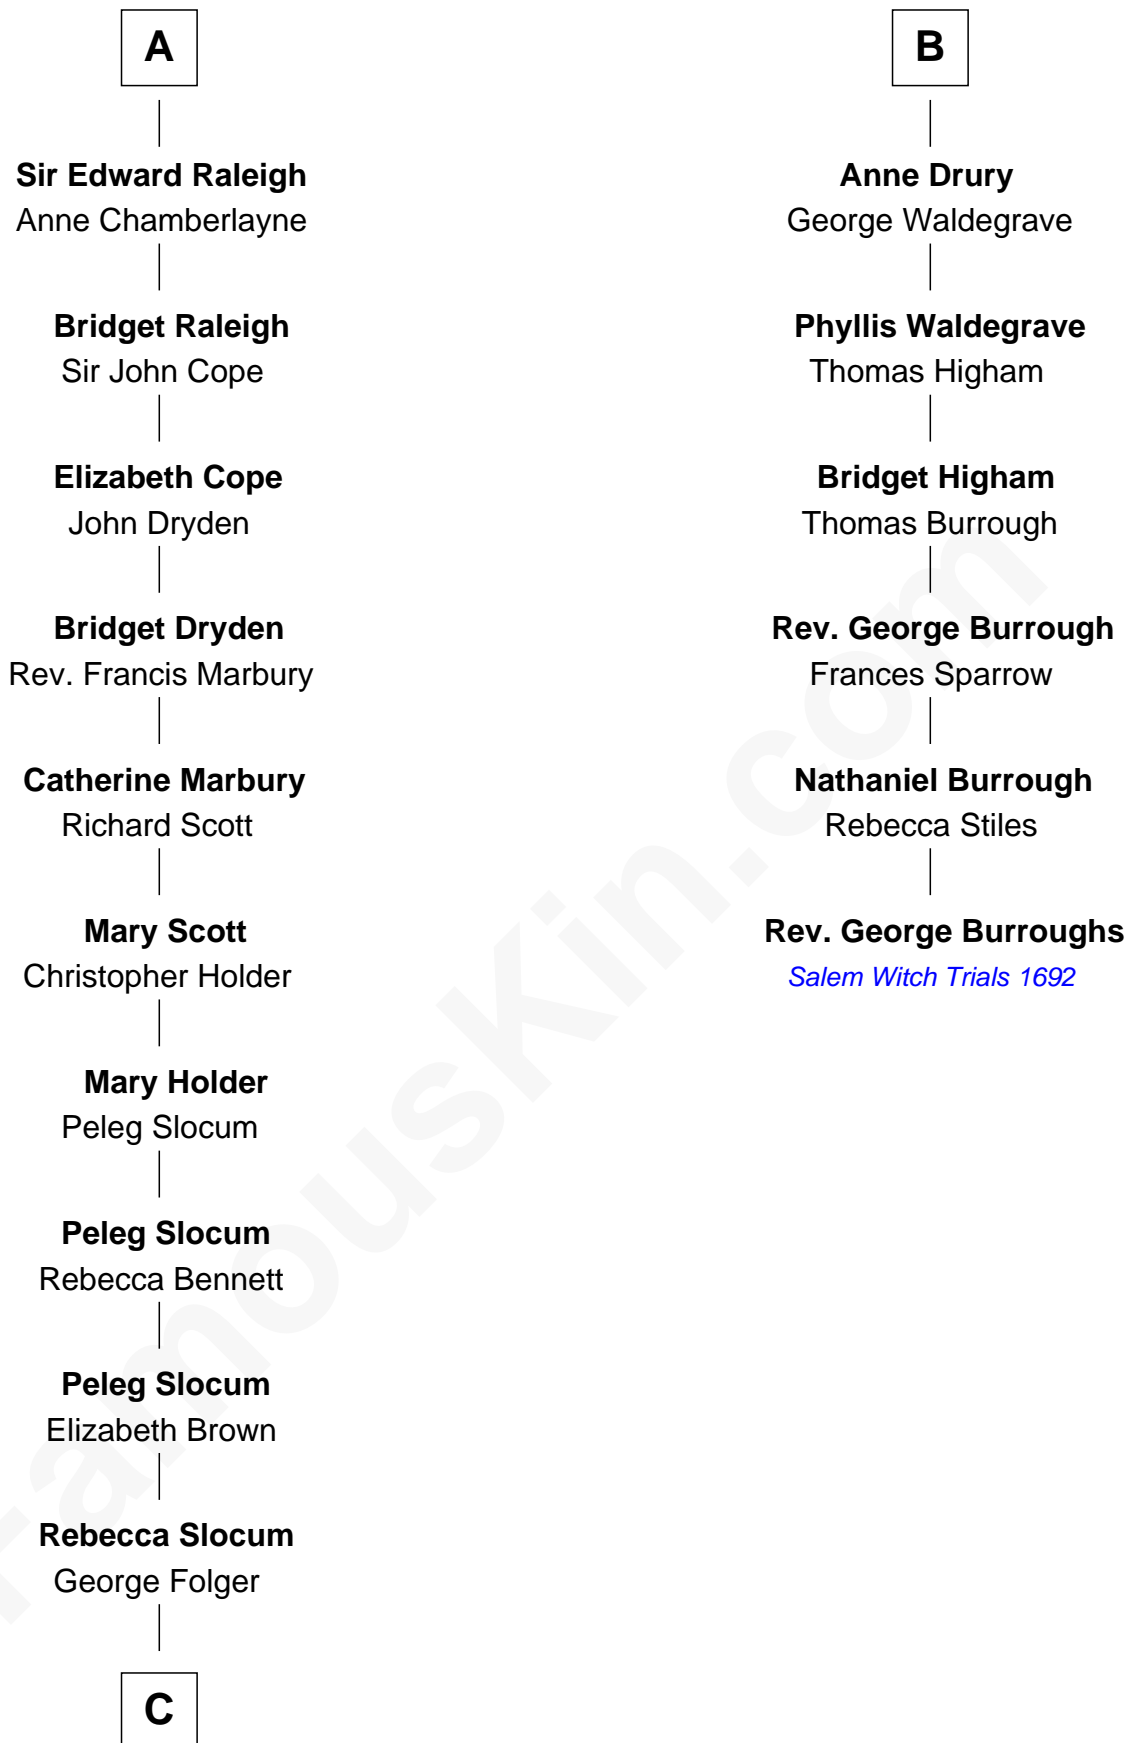 A
Sir Edward Raleigh
Anne Chamberlayne
Bridget Raleigh
Sir John Cope
Elizabeth Cope
John Dryden
Bridget Dryden
Rev. Francis Marbury
Catherine Marbury
Richard Scott
Mary Scott
Christopher Holder
Mary Holder
Peleg Slocum
Peleg Slocum
Rebecca Bennett
Peleg Slocum
Elizabeth Brown
Rebecca Slocum
George Folger
C
B
Anne Drury
George Waldegrave
Phyllis Waldegrave
Thomas Higham
Bridget Higham
Thomas Burrough
Rev. George Burrough
Frances Sparrow
Nathaniel Burrough
Rebecca Stiles
Rev. George Burroughs
Salem Witch Trials 1692
FamousKin.com